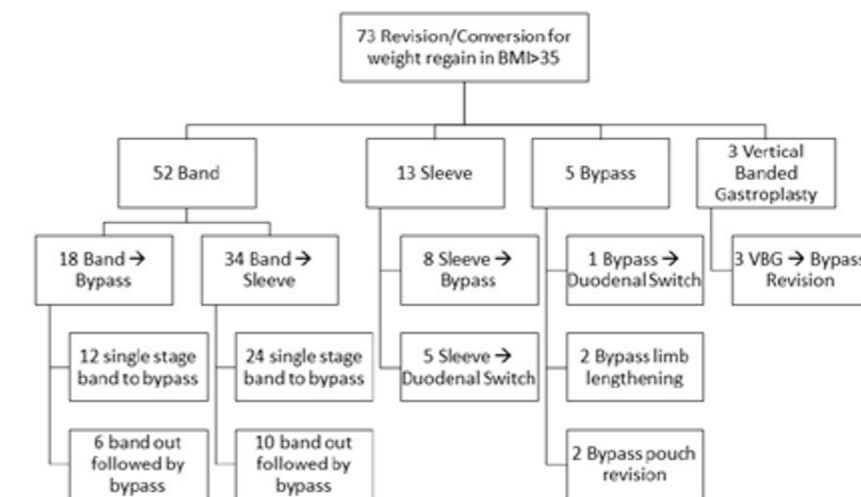 73 Revision/Conversion for
weight regain in BMI>35
52 Band
13 Sleeve
5 Bypass
3 Vertical
Banded
Gastroplasty
18 Band →
Bypass
34 Band →
Sleeve
8 Sleeve →
Bypass
1 Bypass →
Duodenal Switch
3 VBG → Bypass
Revision
12 single stage
band to bypass
24 single stage
band to bypass
5 Sleeve →
Duodenal Switch
2 Bypass limb
lengthening
6 band out
followed by
bypass
10 band out
followed by
bypass
2 Bypass pouch
revision